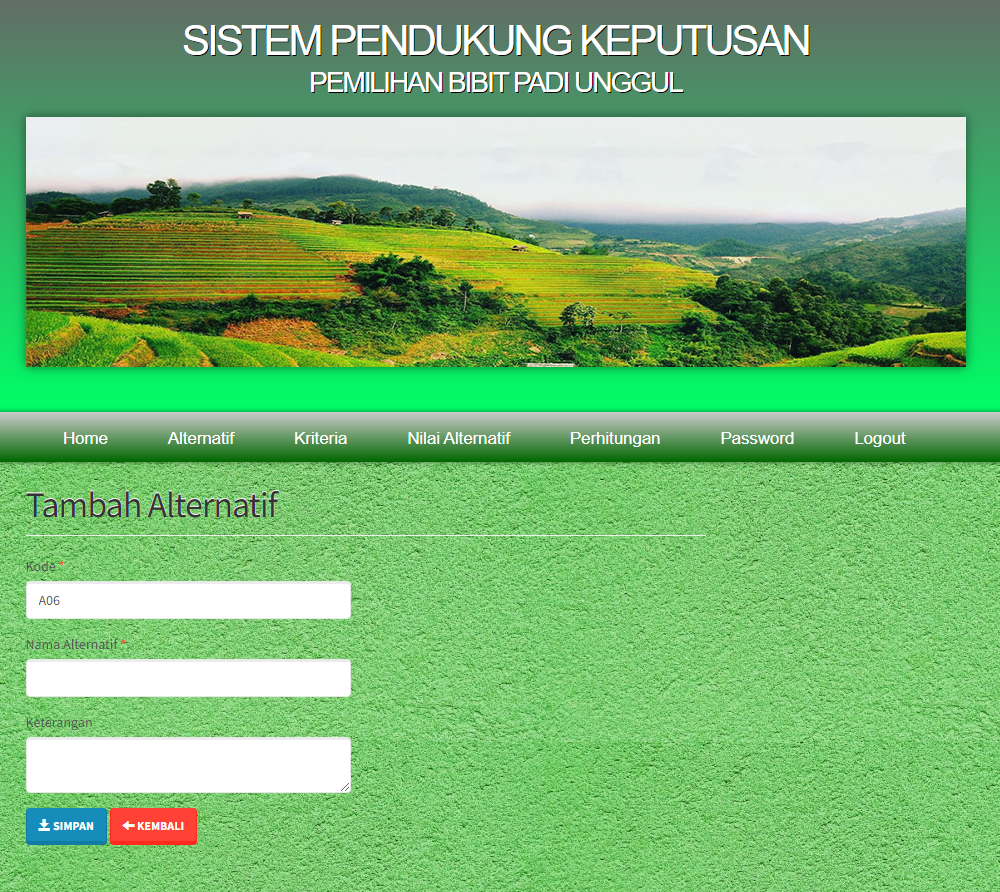 SISTEM PENDUKUNG KEPUTUSAN
PEMILIHAN BIBIT PADI UNGGUL
Home Alternatif Kriteria Nilai Alternatif Perhitungan Password Logout
Tambah Alternatif
Kode *
A06
Nama Alternatif *
Keterangan
SIMPAN KEMBALI